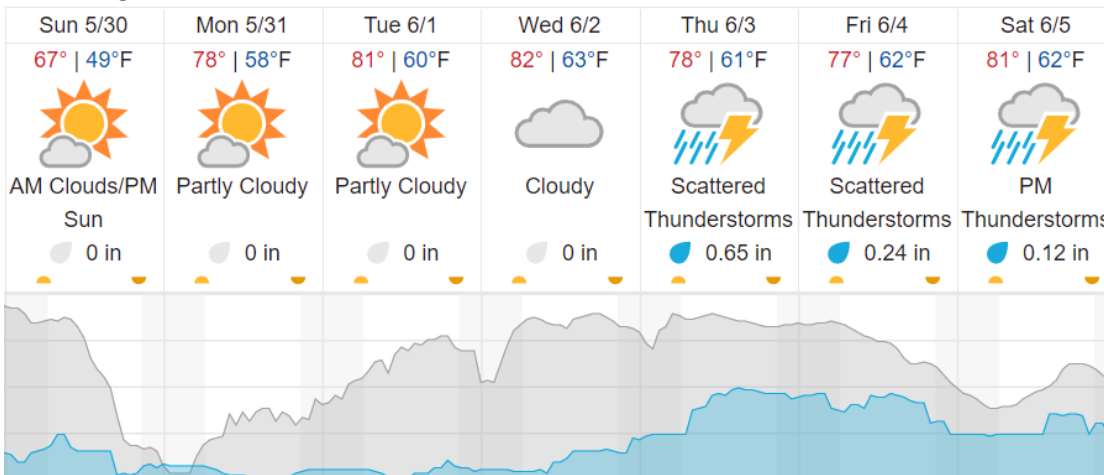 Sun 5/30 Mon 5/31 Tue 6/1 Wed 6/2 Thu 6/3 Fri 6/4 Sat 6/5
67° | 49°F 78° | 58°F 81° | 60°F 82° | 63°F 78° | 61°F 77° | 62°F 81° | 62°F
AM Clouds/PM Partly Cloudy Partly Cloudy Cloudy Scattered Scattered PM
Sun Thunderstorms Thunderstorms Thunderstorms
0 in 0 in 0 in 0 in 0.65 in 0.24 in 0.12 in